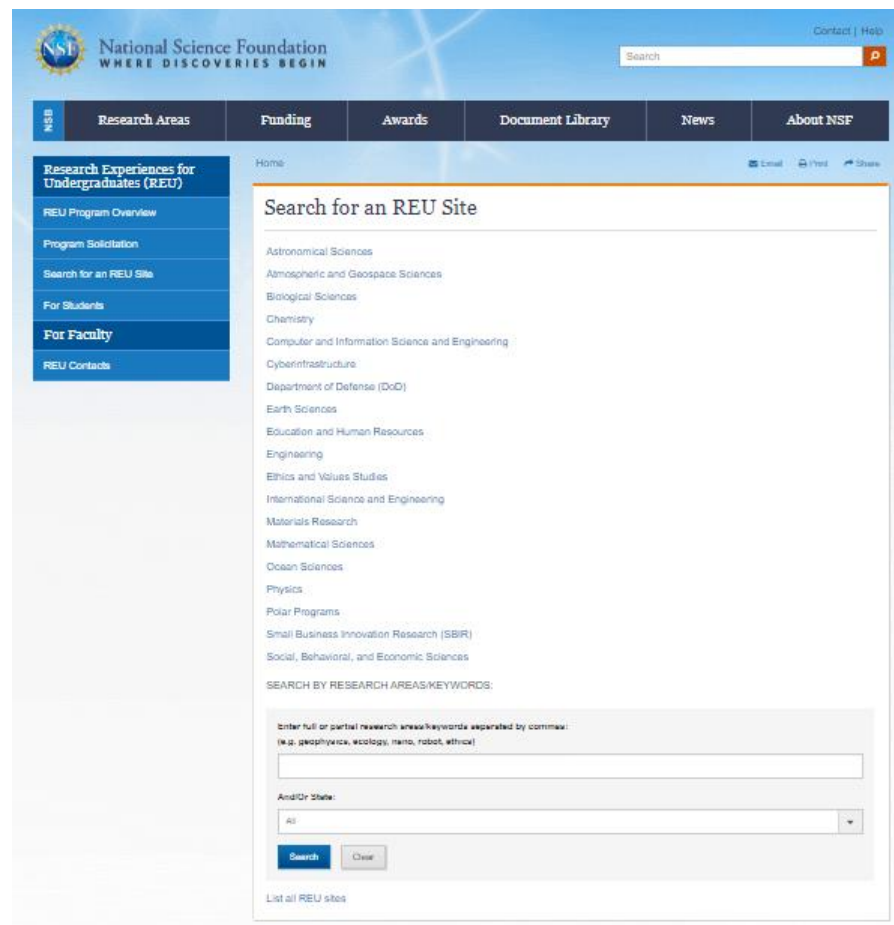 NSF
National Science Foundation
WHERE DISCOVERIES BEGIN
Contact | Help
Search
NSB
Research Areas
Funding
Awards
Document Library
News
About NSF
Research Experiences for
Undergraduates (REU)
REU Program Overview
Program Solicitation
Search for an REU Site
For Students
For Faculty
REU Contacts
Home
Email
Print
Share
Search for an REU Site
Astronomical Sciences
Atmospheric and Geospace Sciences
Biological Sciences
Chemistry
Computer and Information Science and Engineering
Cyberinfrastructure
Department of Defense (DoD)
Earth Sciences
Education and Human Resources
Engineering
Ethics and Values Studies
International Science and Engineering
Materials Research
Mathematical Sciences
Ocean Sciences
Physics
Polar Programs
Small Business Innovation Research (SBIR)
Social, Behavioral, and Economic Sciences
SEARCH BY RESEARCH AREAS/KEYWORDS:
Enter full or partial research areas/keywords separated by commas:
(e.g. geophysics, ecology, nano, robot, ethics)
And/Or State:
All
Search
Clear
List all REU sites